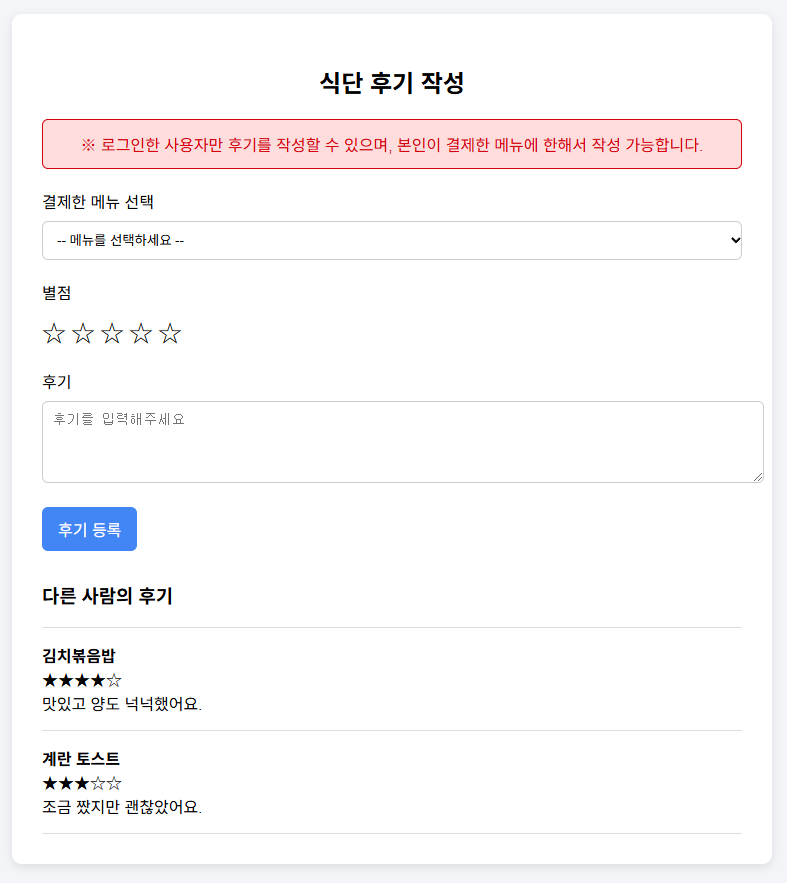 식단 후기 작성
※ 로그인한 사용자만 후기를 작성할 수 있으며, 본인이 결제한 메뉴에 한해서 작성 가능합니다.
결제한 메뉴 선택
-- 메뉴를 선택하세요 --
별점
☆ ☆ ☆ ☆ ☆
후기
후기를 입력해주세요
후기 등록
다른 사람의 후기
김치볶음밥
★★★★☆
맛있고 양도 넉넉했어요.
계란 토스트
★★★☆☆
조금 짰지만 괜찮았어요.